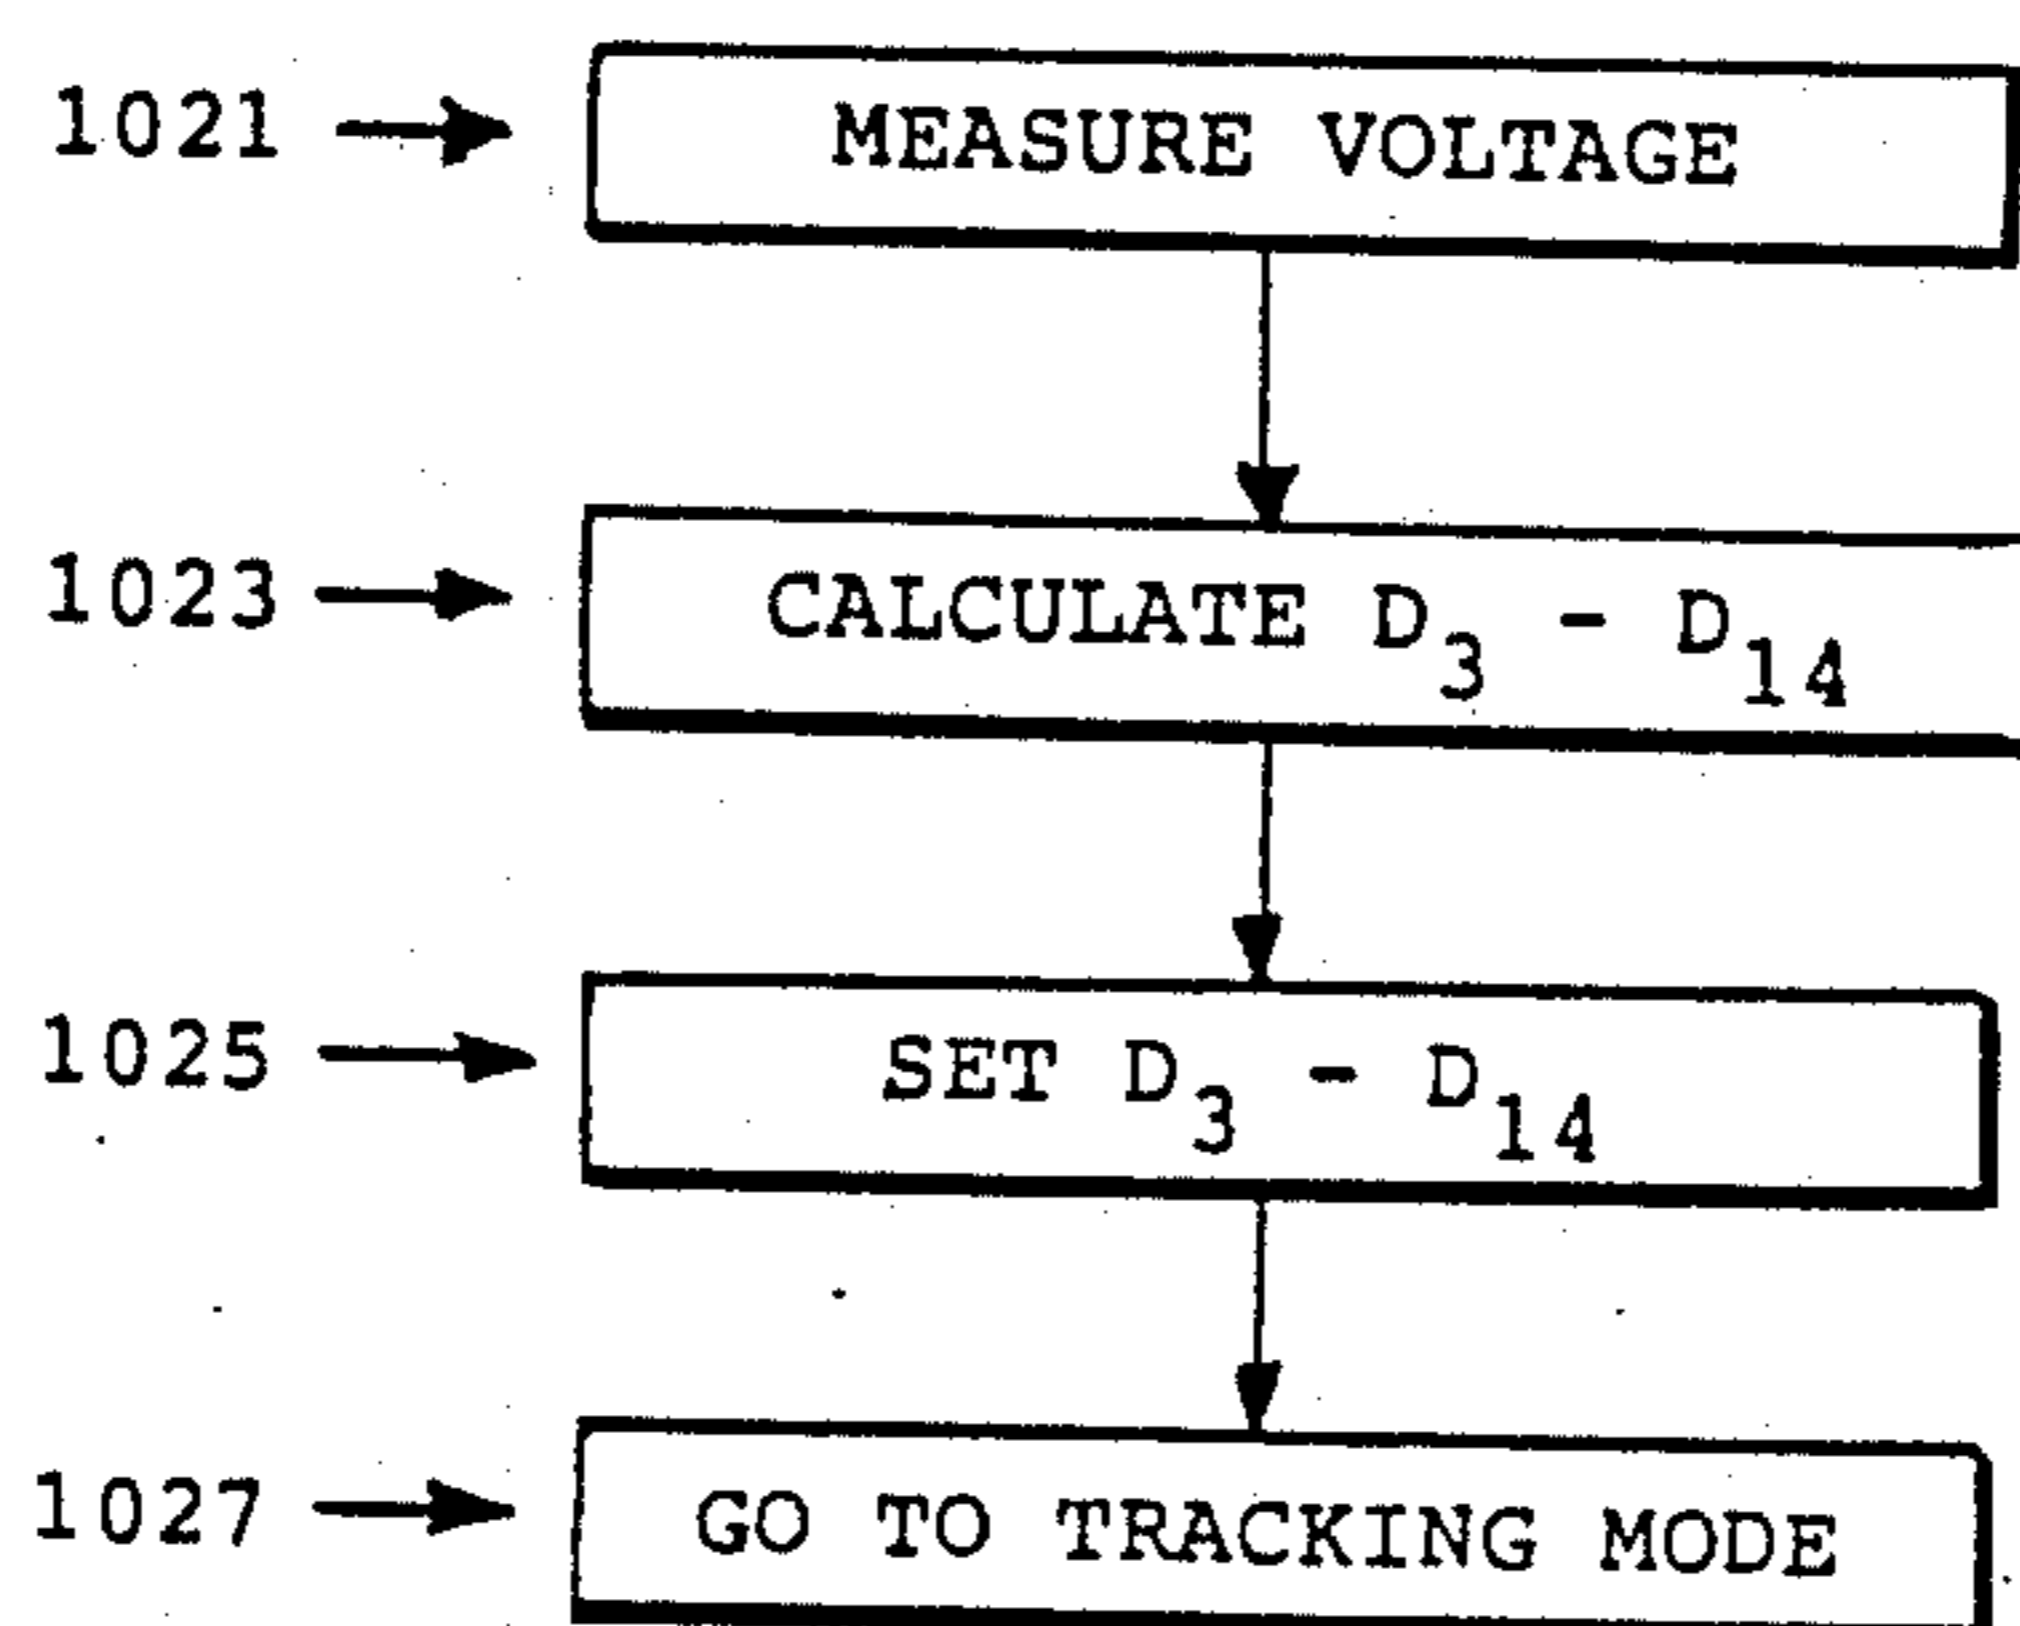 1021 MEASURE VOLTAGE
1023 CALCULATE D₃ - D₁₄
1025 SET D₃ - D₁₄
1027 GO TO TRACKING MODE